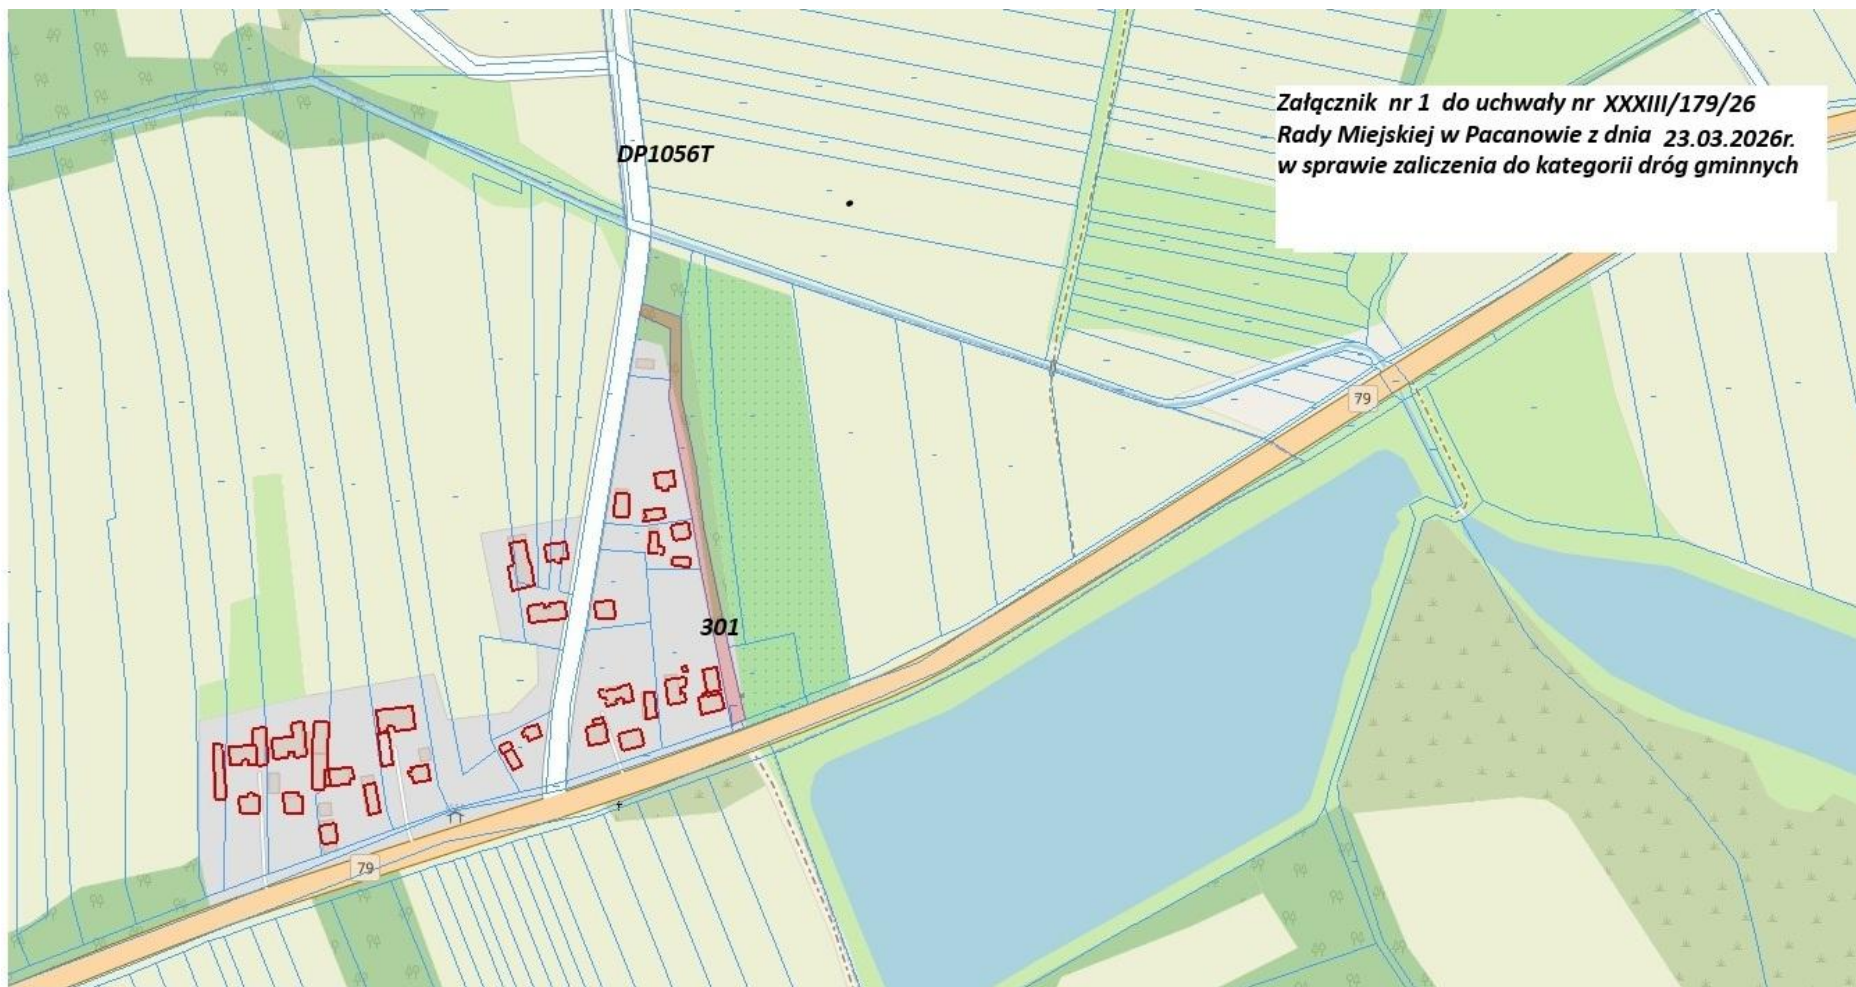 Załącznik nr 1 do uchwały nr XXXIII/179/26
Rady Miejskiej w Pacanowie z dnia 23.03.2026r.
w sprawie zaliczenia do kategorii dróg gminnych
DP1056T
79
301
79